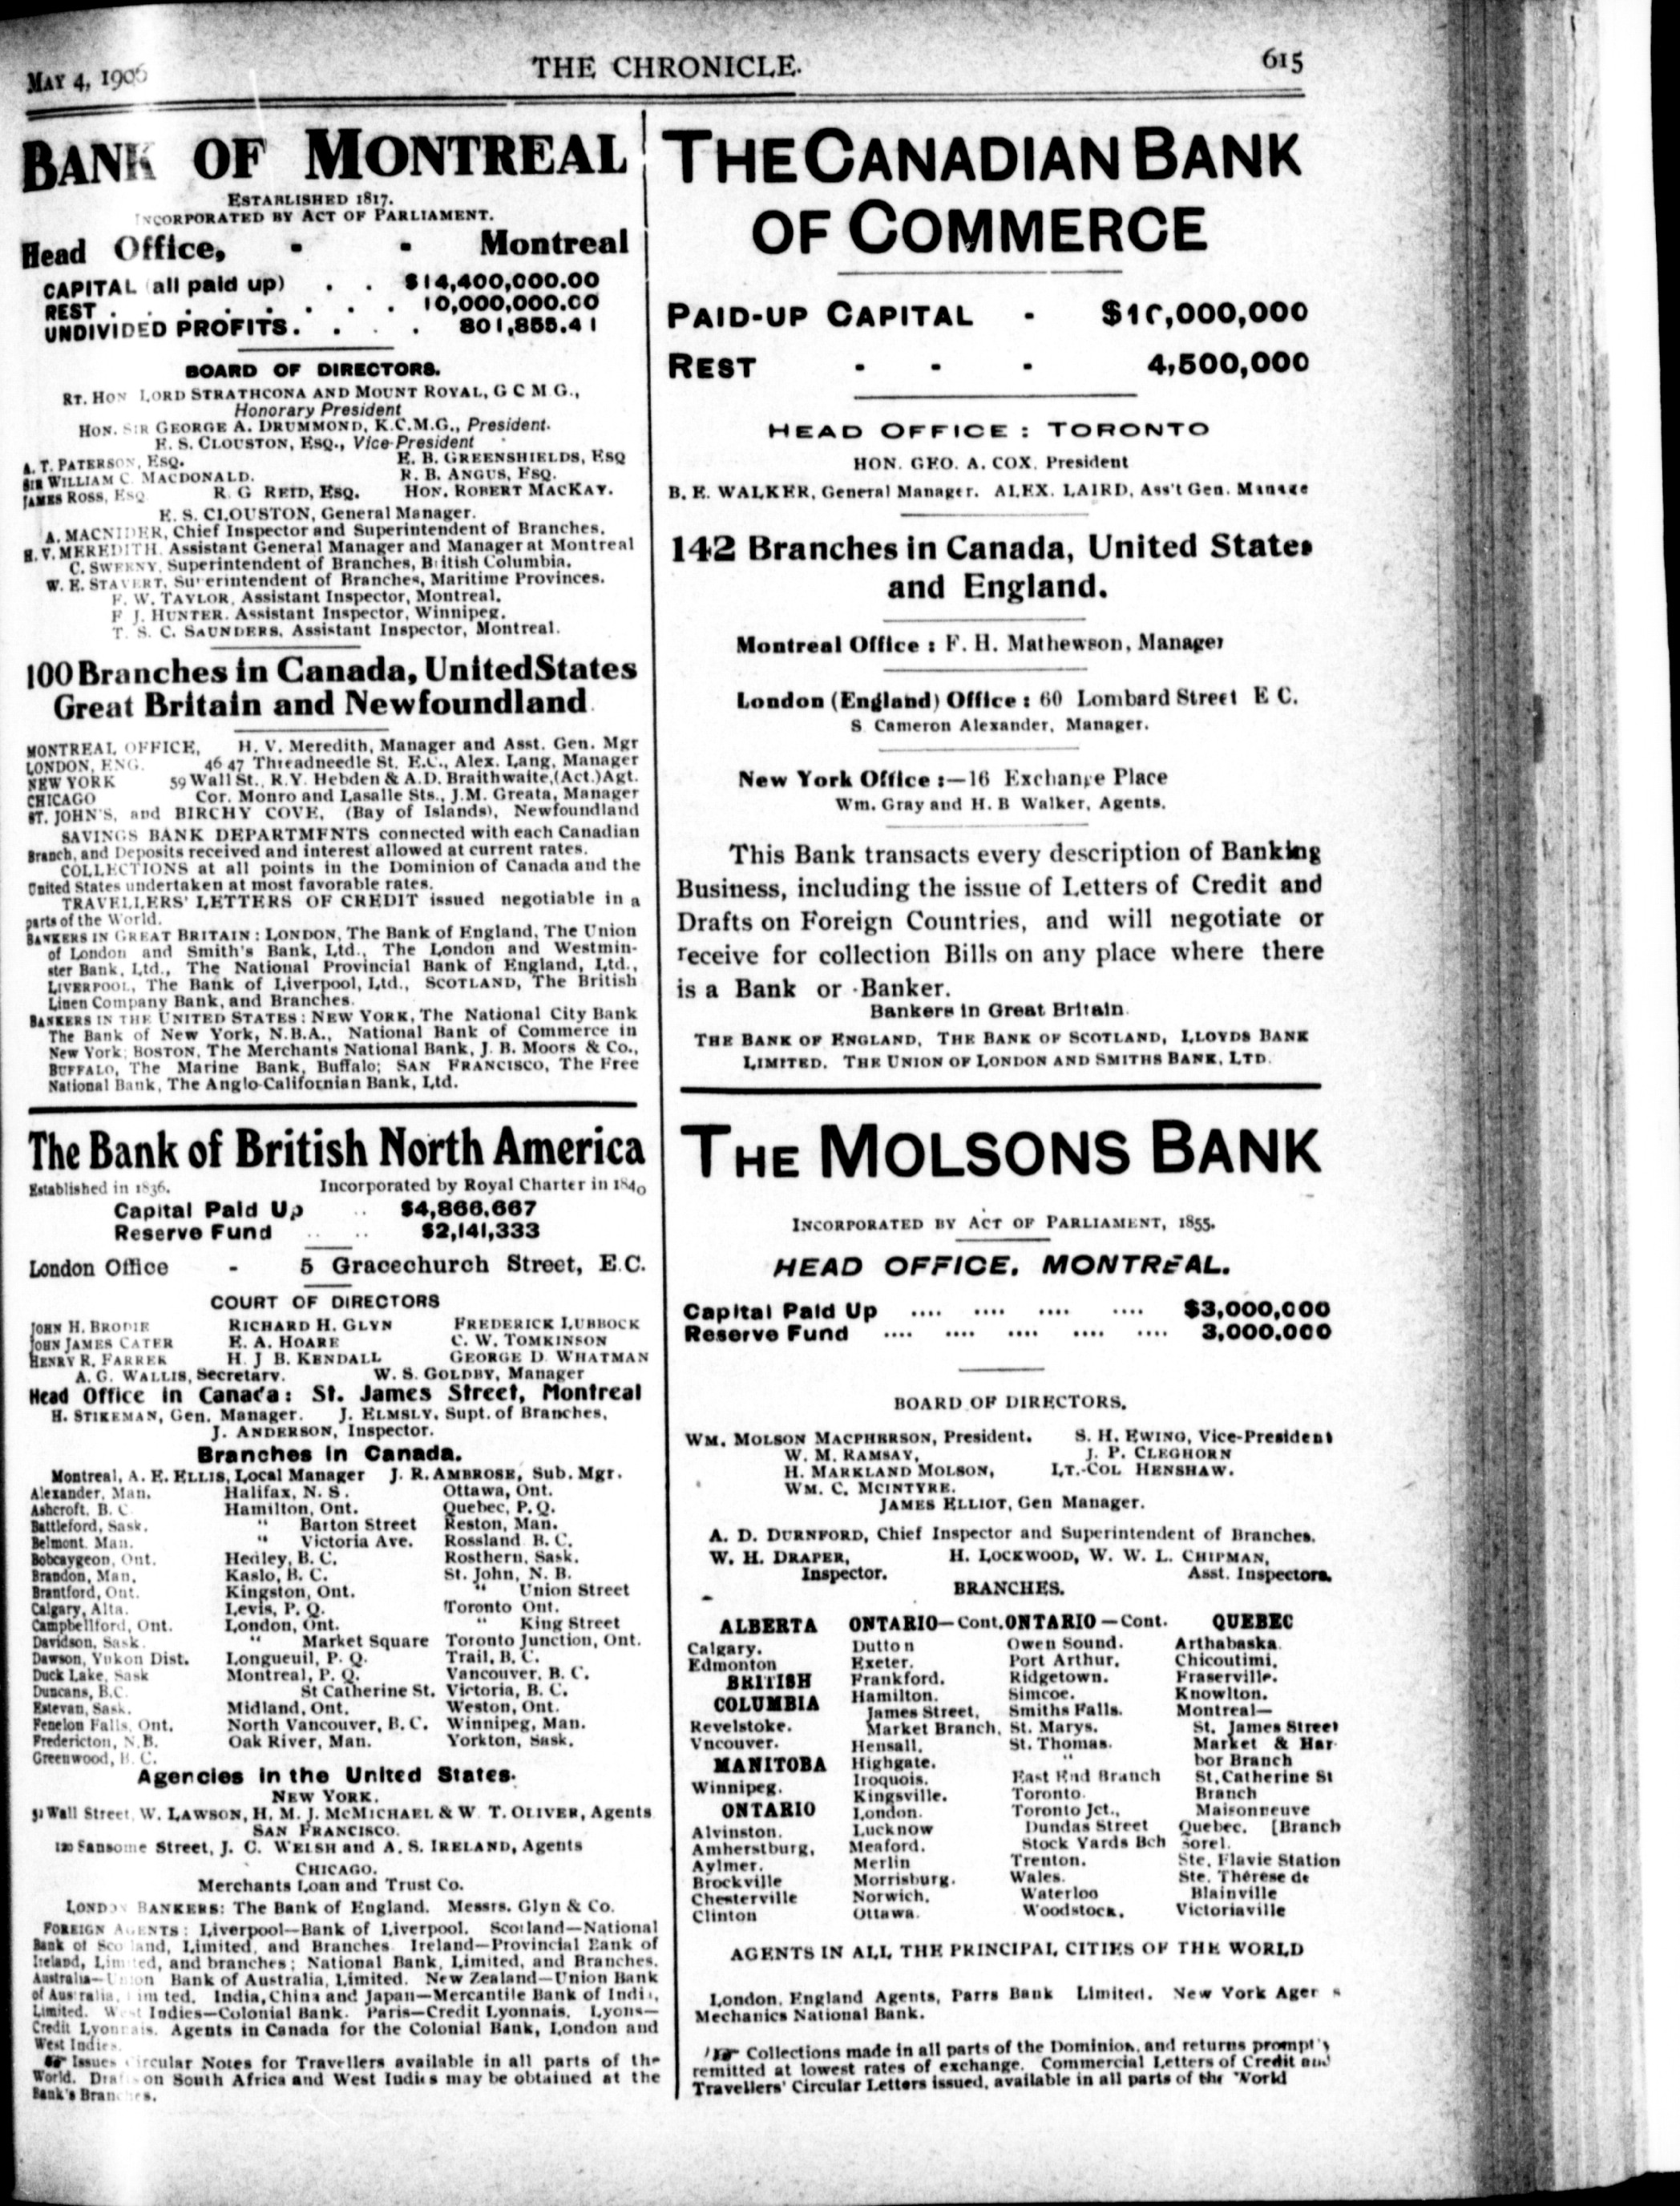 MAY 4, 1906
THE CHRONICLE.
615
BANK OF MONTREAL
ESTABLISHED 1817.
INCORPORATED BY ACT OF PARLIAMENT.
Head Office, - - Montreal
CAPITAL (all paid up) . . $14,400,000.00
REST . . . . . . . . 10,000,000.00
UNDIVIDED PROFITS. . . . 801,855.41
BOARD OF DIRECTORS.
RT. HON LORD STRATHCONA AND MOUNT ROYAL, G C M G.,
Honorary President
HON. SIR GEORGE A. DRUMMOND, K.C.M.G., President.
E. S. CLOUSTON, ESQ., Vice-President
A. T. PATERSON, ESQ. E. B. GREENSHIELDS, ESQ
SIR WILLIAM C. MACDONALD. R. B. ANGUS, ESQ.
JAMES ROSS, ESQ R. G REID, ESQ. HON. ROBERT MACKAY.
E. S. CLOUSTON, General Manager.
A. MACNIDER, Chief Inspector and Superintendent of Branches.
H. V. MEREDITH, Assistant General Manager and Manager at Montreal
C. SWEENY, Superintendent of Branches, British Columbia.
W. E. STAVERT, Superintendent of Branches, Maritime Provinces.
F. W. TAYLOR, Assistant Inspector, Montreal.
F J. HUNTER, Assistant Inspector, Winnipeg.
T. S. C. SAUNDERS, Assistant Inspector, Montreal.
100 Branches in Canada, United States
Great Britain and Newfoundland.
MONTREAL OFFICE, H. V. Meredith, Manager and Asst. Gen. Mgr
LONDON, ENG. 46 47 Threadneedle St. E.C., Alex. Lang, Manager
NEW YORK 59 Wall St., R.Y. Hebden & A.D. Braithwaite,(Act.)Agt.
CHICAGO Cor. Monro and Lasalle Sts., J.M. Greata, Manager
ST. JOHN'S, and BIRCHY COVE, (Bay of Islands), Newfoundland
SAVINGS BANK DEPARTMENTS connected with each Canadian
Branch, and Deposits received and interest allowed at current rates.
COLLECTIONS at all points in the Dominion of Canada and the
United States undertaken at most favorable rates.
TRAVELLERS' LETTERS OF CREDIT issued negotiable in a
parts of the World.
BANKERS IN GREAT BRITAIN : LONDON, The Bank of England, The Union
of London and Smith's Bank, Ltd., The London and Westmin-
ster Bank, Ltd., The National Provincial Bank of England, Ltd.,
LIVERPOOL, The Bank of Liverpool, Ltd., SCOTLAND, The British
Linen Company Bank, and Branches.
BANKERS IN THE UNITED STATES : NEW YORK, The National City Bank
The Bank of New York, N.B.A., National Bank of Commerce in
New York; BOSTON, The Merchants National Bank, J. B. Moors & Co.,
BUFFALO, The Marine Bank, Buffalo; SAN FRANCISCO, The Free
National Bank, The Anglo-Californian Bank, Ltd.
The Bank of British North America
Established in 1836. Incorporated by Royal Charter in 1840
Capital Paid Up .. $4,866,667
Reserve Fund .. .. $2,141,333
London Office - 5 Gracechurch Street, E.C.
COURT OF DIRECTORS
JOHN H. BRODIE RICHARD H. GLYN FREDERICK LUBBOCK
JOHN JAMES CATER E. A. HOARE C. W. TOMKINSON
HENRY R. FARRER H. J B. KENDALL GEORGE D. WHATMAN
A. G. WALLIS, Secretary. W. S. GOLDBY, Manager
Head Office in Canada: St. James Street, Montreal
H. STIKEMAN, Gen. Manager. J. ELMSLY, Supt. of Branches,
J. ANDERSON, Inspector.
Branches in Canada.
Montreal, A. E. ELLIS, Local Manager J. R. AMBROSE, Sub. Mgr.
Alexander, Man. Halifax, N. S. Ottawa, Ont.
Ashcroft, B. C Hamilton, Ont. Quebec, P. Q.
Battleford, Sask. " Barton Street Reston, Man.
Belmont. Man. " Victoria Ave. Rossland B. C.
Bobcaygeon, Ont. Hedley, B. C. Rosthern, Sask.
Brandon, Man, Kaslo, B. C. St. John, N. B.
Brantford, Ont. Kingston, Ont. " Union Street
Calgary, Alta. Levis, P. Q. Toronto Ont.
Campbellford, Ont. London, Ont. " King Street
Davidson, Sask. " Market Square Toronto Junction, Ont.
Dawson, Yukon Dist. Longueuil, P. Q. Trail, B. C.
Duck Lake, Sask Montreal, P. Q. Vancouver, B. C.
Duncans, B.C. St Catherine St. Victoria, B. C.
Estevan, Sask. Midland, Ont. Weston, Ont.
Fenelon Falls, Ont. North Vancouver, B. C. Winnipeg, Man.
Fredericton, N.B. Oak River, Man. Yorkton, Sask.
Greenwood, B. C.
Agencies in the United States.
NEW YORK.
Wall Street, W. LAWSON, H. M. J. MCMICHAEL & W. T. OLIVER, Agents
SAN FRANCISCO.
120 Sansome Street, J. C. WELSH and A. S. IRELAND, Agents
CHICAGO.
Merchants Loan and Trust Co.
LONDON BANKERS: The Bank of England. Messrs. Glyn & Co.
FOREIGN AGENTS : Liverpool—Bank of Liverpool. Scotland—National
Bank of Scotland, Limited, and Branches. Ireland—Provincial Bank of
Ireland, Limited, and branches; National Bank, Limited, and Branches.
Australia—Union Bank of Australia, Limited. New Zealand—Union Bank
of Australia, Limited. India, China and Japan—Mercantile Bank of India,
Limited. West Indies—Colonial Bank. Paris—Credit Lyonnais. Lyons—
Credit Lyonnais. Agents in Canada for the Colonial Bank, London and
West Indies.
☞ Issues Circular Notes for Travellers available in all parts of the
World. Drafts on South Africa and West Indies may be obtained at the
Bank's Branches.
THE CANADIAN BANK
OF COMMERCE
PAID-UP CAPITAL - $10,000,000
REST - - - 4,500,000
HEAD OFFICE : TORONTO
HON. GEO. A. COX, President
B. E. WALKER, General Manager. ALEX. LAIRD, Ass't Gen. Manage
142 Branches in Canada, United States
and England.
Montreal Office : F. H. Mathewson, Manager
London (England) Office : 60 Lombard Street E C.
S. Cameron Alexander, Manager.
New York Office :—16 Exchange Place
Wm. Gray and H. B Walker, Agents.
This Bank transacts every description of Banking
Business, including the issue of Letters of Credit and
Drafts on Foreign Countries, and will negotiate or
receive for collection Bills on any place where there
is a Bank or Banker.
Bankers in Great Britain.
THE BANK OF ENGLAND, THE BANK OF SCOTLAND, LLOYDS BANK
LIMITED. THE UNION OF LONDON AND SMITHS BANK, LTD.
THE MOLSONS BANK
INCORPORATED BY ACT OF PARLIAMENT, 1855.
HEAD OFFICE, MONTREAL.
Capital Paid Up .... .... .... .... $3,000,000
Reserve Fund .... .... .... .... .... 3,000,000
BOARD OF DIRECTORS.
WM. MOLSON MACPHERSON, President. S. H. EWING, Vice-President
W. M. RAMSAY, J. P. CLEGHORN
H. MARKLAND MOLSON, LT.-COL HENSHAW.
WM. C. MCINTYRE.
JAMES ELLIOT, Gen Manager.
A. D. DURNFORD, Chief Inspector and Superintendent of Branches.
W. H. DRAPER, H. LOCKWOOD, W. W. L. CHIPMAN,
Inspector. Asst. Inspectors.
BRANCHES.
ALBERTA ONTARIO—Cont. ONTARIO—Cont. QUEBEC
Calgary. Dutton Owen Sound. Arthabaska.
Edmonton Exeter. Port Arthur. Chicoutimi.
BRITISH Frankford. Ridgetown. Fraserville.
COLUMBIA Hamilton. Simcoe. Knowlton.
James Street, Smiths Falls. Montreal—
Revelstoke. Market Branch, St. Marys. St. James Street
Vncouver. Hensall. St. Thomas. Market & Har
MANITOBA Highgate. " bor Branch
Winnipeg. Iroquois. East End Branch St. Catherine St
Kingsville. Toronto. Branch
ONTARIO London. Toronto Jct., Maisonneuve
Alvinston. Lucknow Dundas Street Quebec. [Branch
Amherstburg, Meaford. Stock Yards Bch Sorel.
Aylmer. Merlin Trenton. Ste. Flavie Station
Brockville Morrisburg. Wales. Ste. Thérèse de
Chesterville Norwich. Waterloo Blainville
Clinton Ottawa. Woodstock. Victoriaville
AGENTS IN ALL THE PRINCIPAL CITIES OF THE WORLD
London, England Agents, Parrs Bank Limited. New York Agents
Mechanics National Bank.
☞ Collections made in all parts of the Dominion, and returns promptly
remitted at lowest rates of exchange. Commercial Letters of Credit and
Travellers' Circular Letters issued, available in all parts of the World